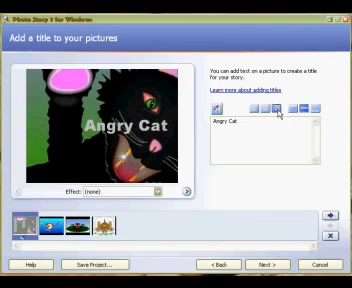 Photo Story 3 for Windows
Add a title to your pictures
You can add text on a picture to create a title
for your story.
Learn more about adding titles
Angry Cat
Angry Cat
Effect: (none)
Help
Save Project...
< Back
Next >
Cancel